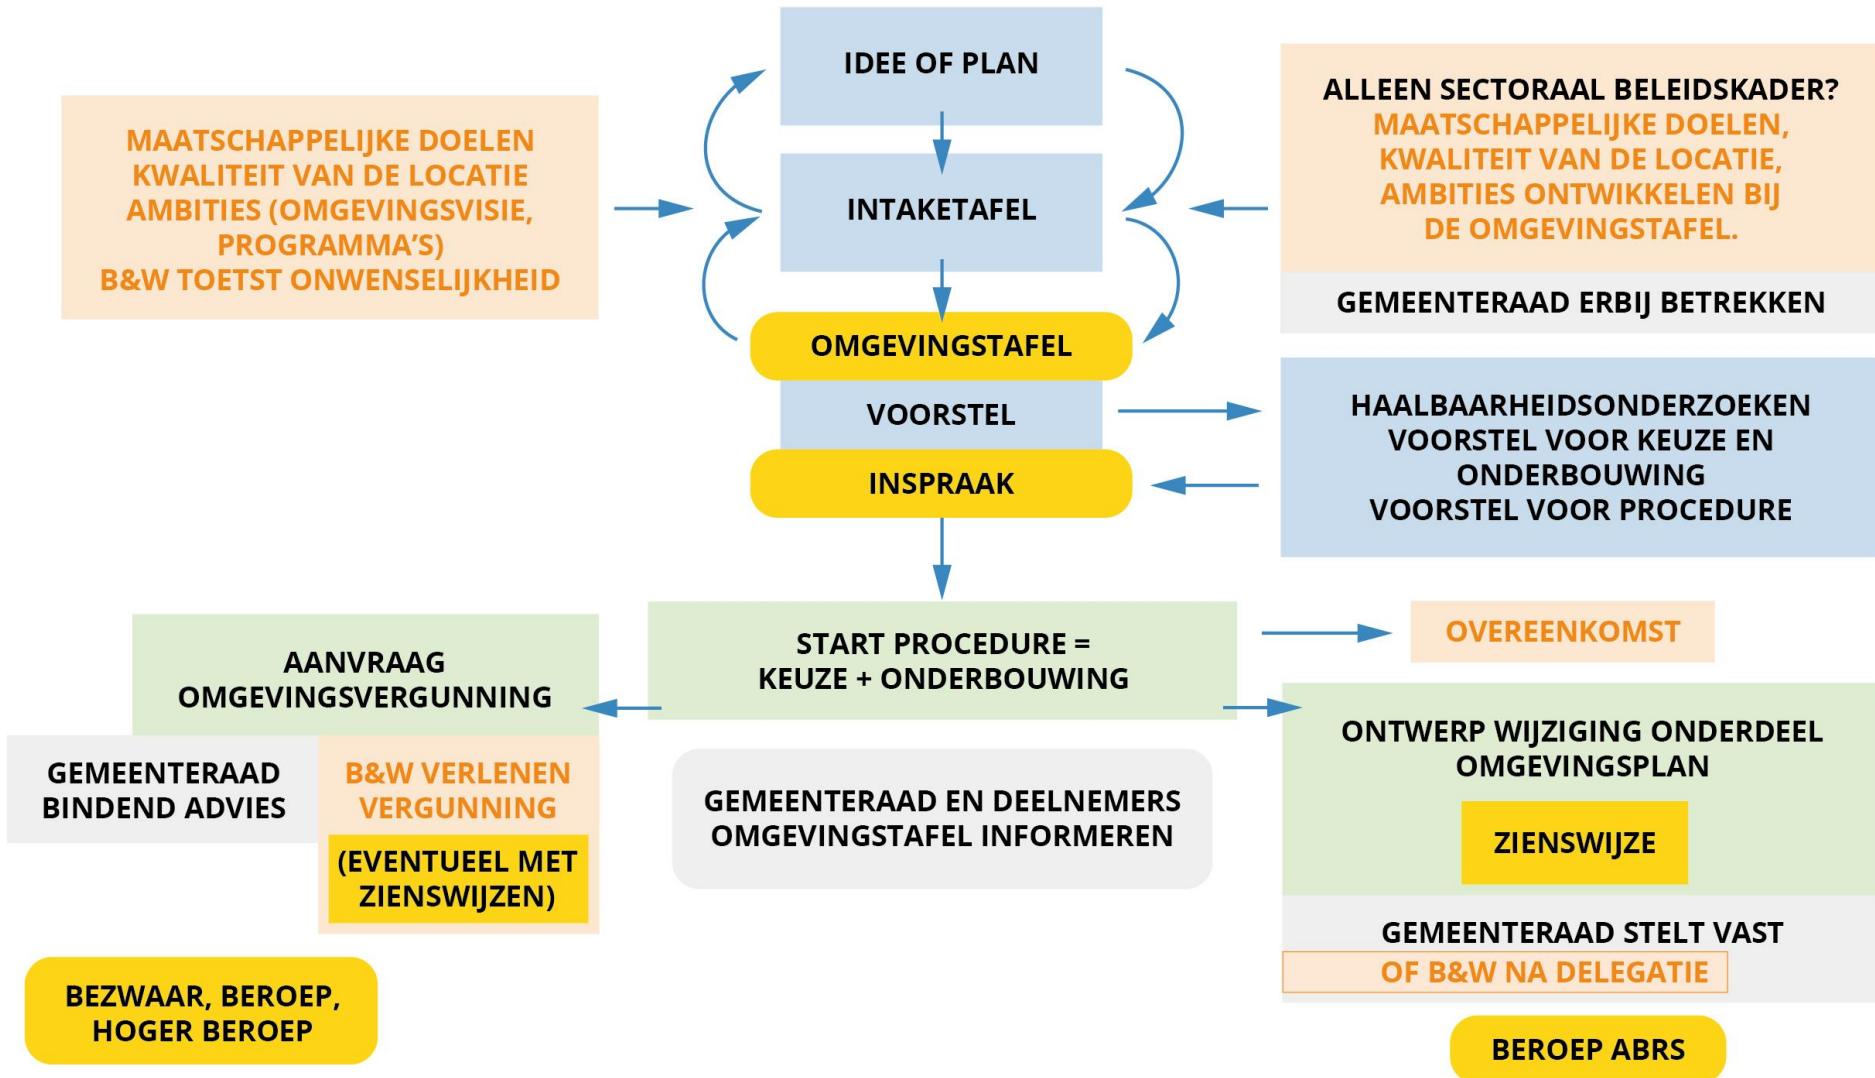 IDEE OF PLAN
MAATSCHAPPELIJKE DOELEN
KWALITEIT VAN DE LOCATIE
AMBITIES (OMGEVINGSVISIE,
PROGRAMMA'S)
B&W TOETST ONWENSELIJKHEID
INTAKETAFEL
ALLEEN SECTORAAL BELEIDSKADER?
MAATSCHAPPELIJKE DOELEN,
KWALITEIT VAN DE LOCATIE,
AMBITIES ONTWIKKELEN BIJ
DE OMGEVINGSTAFEL.
GEMEENTERAAD ERBIJ BETREKKEN
OMGEVINGSTAFEL
VOORSTEL
INSPRAAK
HAALBAARHEIDSONDERZOEKEN
VOORSTEL VOOR KEUZE EN
ONDERBOUWING
VOORSTEL VOOR PROCEDURE
START PROCEDURE =
KEUZE + ONDERBOUWING
OVEREENKOMST
AANVRAAG
OMGEVINGSVERGUNNING
GEMEENTERAAD
BINDEND ADVIES
B&W VERLENEN
VERGUNNING
(EVENTUEEL MET
ZIENSWIJZEN)
BEZWAAR, BEROEP,
HOGER BEROEP
GEMEENTERAAD EN DEELNEMERS
OMGEVINGSTAFEL INFORMEREN
ONTWERP WIJZIGING ONDERDEEL
OMGEVINGSPLAN
ZIENSWIJZE
GEMEENTERAAD STELT VAST
OF B&W NA DELEGATIE
BEROEP ABRS